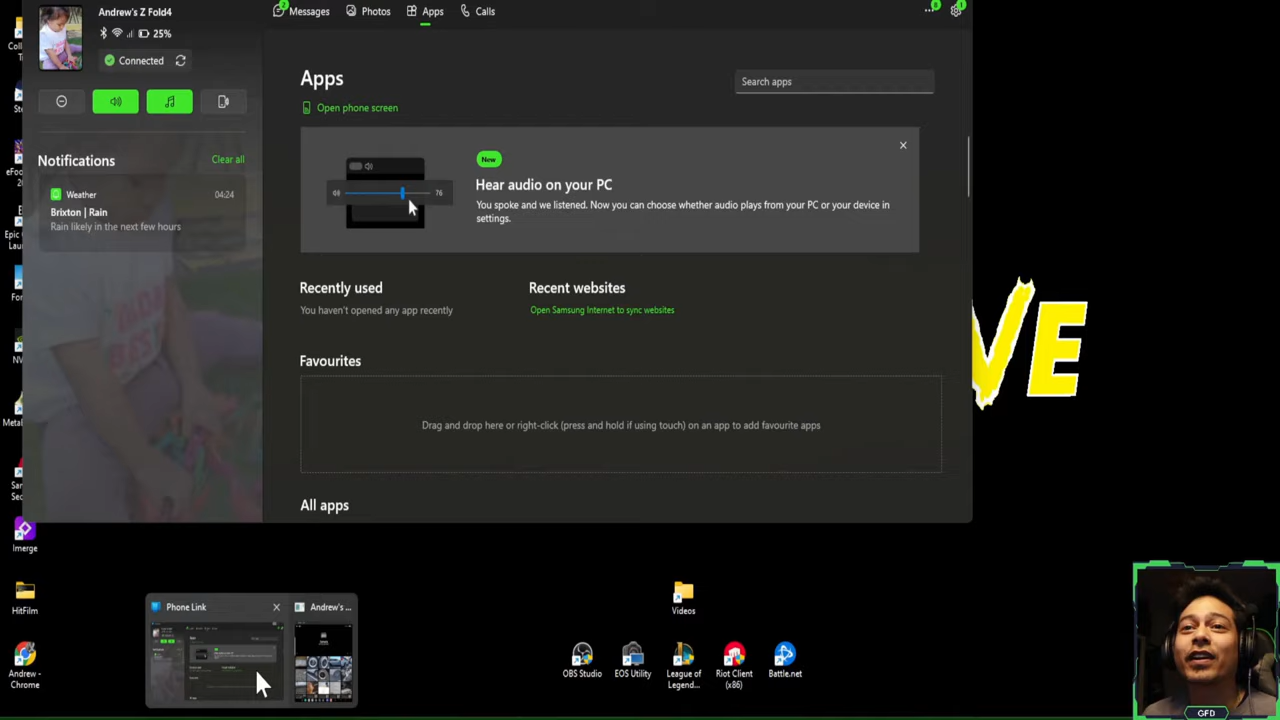 Andrew's Z Fold4
25%
Connected
Notifications
Clear all
Weather
04:24
Brixton | Rain
Rain likely in the next few hours
2
Messages
Photos
Apps
Calls
Apps
Search apps
Open phone screen
76
New
Hear audio on your PC
You spoke and we listened. Now you can choose whether audio plays from your PC or your device in
settings.
Recently used
You haven't opened any app recently
Recent websites
Open Samsung Internet to sync websites
Favourites
Drag and drop here or right-click (press and hold if using touch) on an app to add favourite apps
All apps
VE
Imerge
HitFilm
Andrew -
Chrome
Phone Link
Andrew's ...
Videos
OBS Studio
EOS Utility
League of
Legend...
Riot Client
(x86)
Battle.net
GFD